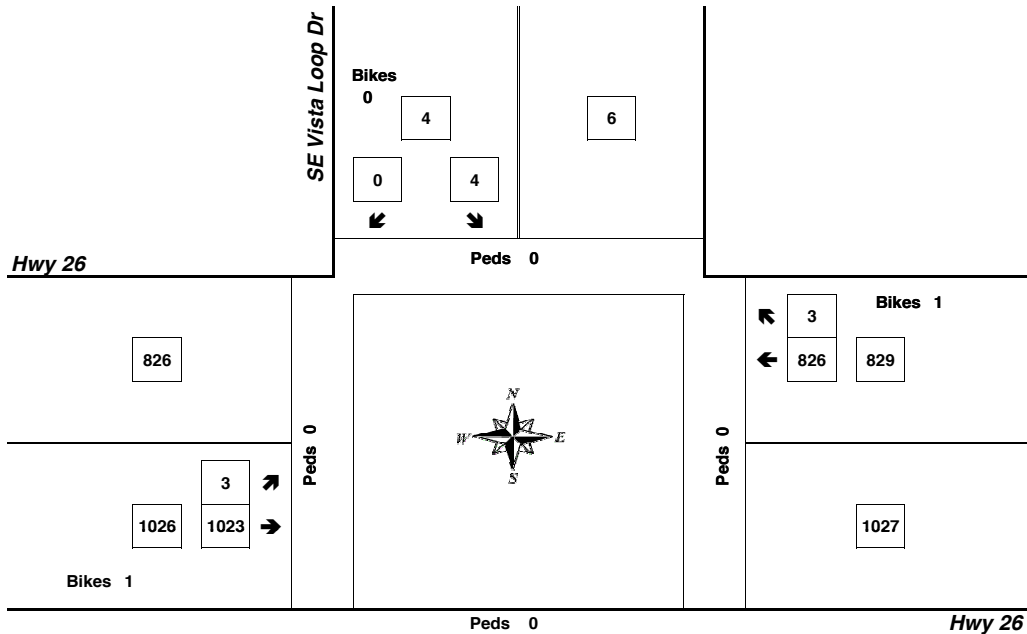 SE Vista Loop Dr
Bikes
0
4
6
0
4
Peds 0
Hwy 26
Bikes 1
3
826
826
829
N
W
E
S
Peds 0
Peds 0
3
1026
1023
1027
Bikes 1
Peds 0
Hwy 26